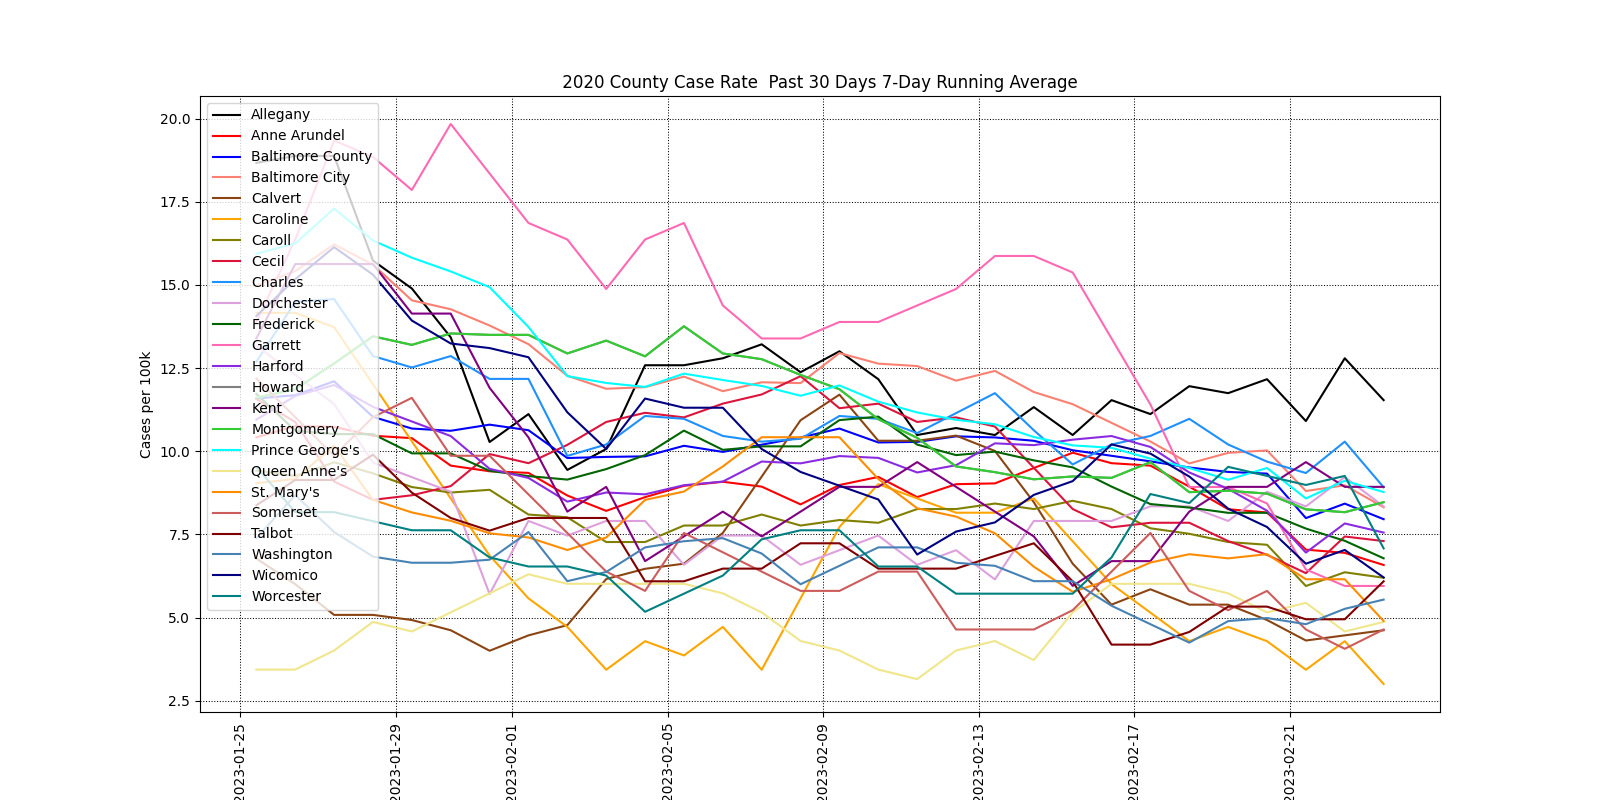 2020 County Case Rate  Past 30 Days 7-Day Running Average
Cases per 100k
20.0
17.5
15.0
12.5
10.0
7.5
5.0
2.5
Allegany
Anne Arundel
Baltimore County
Baltimore City
Calvert
Caroline
Caroll
Cecil
Charles
Dorchester
Frederick
Garrett
Harford
Howard
Kent
Montgomery
Prince George's
Queen Anne's
St. Mary's
Somerset
Talbot
Washington
Wicomico
Worcester
2023-01-25
2023-01-29
2023-02-01
2023-02-05
2023-02-09
2023-02-13
2023-02-17
2023-02-21